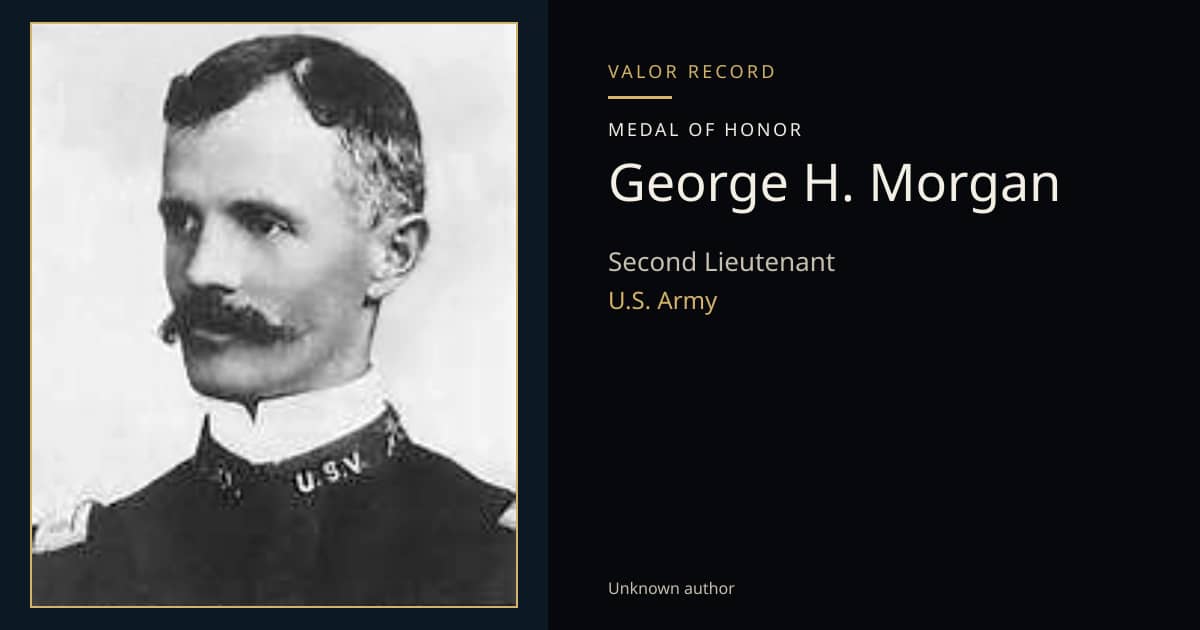 VALOR RECORD
MEDAL OF HONOR
George H. Morgan
Second Lieutenant
U.S. Army
U.S.V.
Unknown author